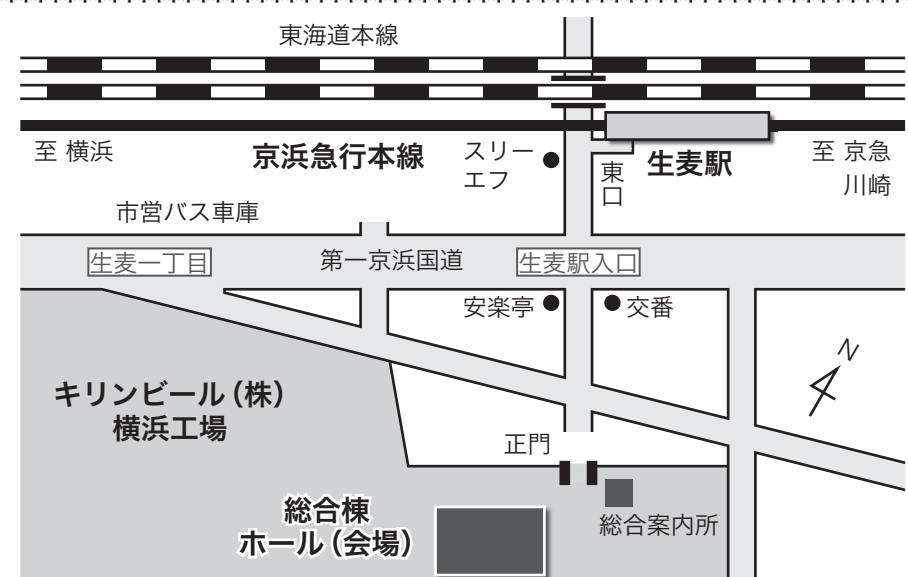 東海道本線
至 横浜
京浜急行本線
スリー
エフ
東口
生麦駅
至 京急
川崎
市営バス車庫
生麦一丁目
第一京浜国道
生麦駅入口
安楽亭
交番
N
キリンビール(株)
横浜工場
正門
総合案内所
総合棟
ホール(会場)